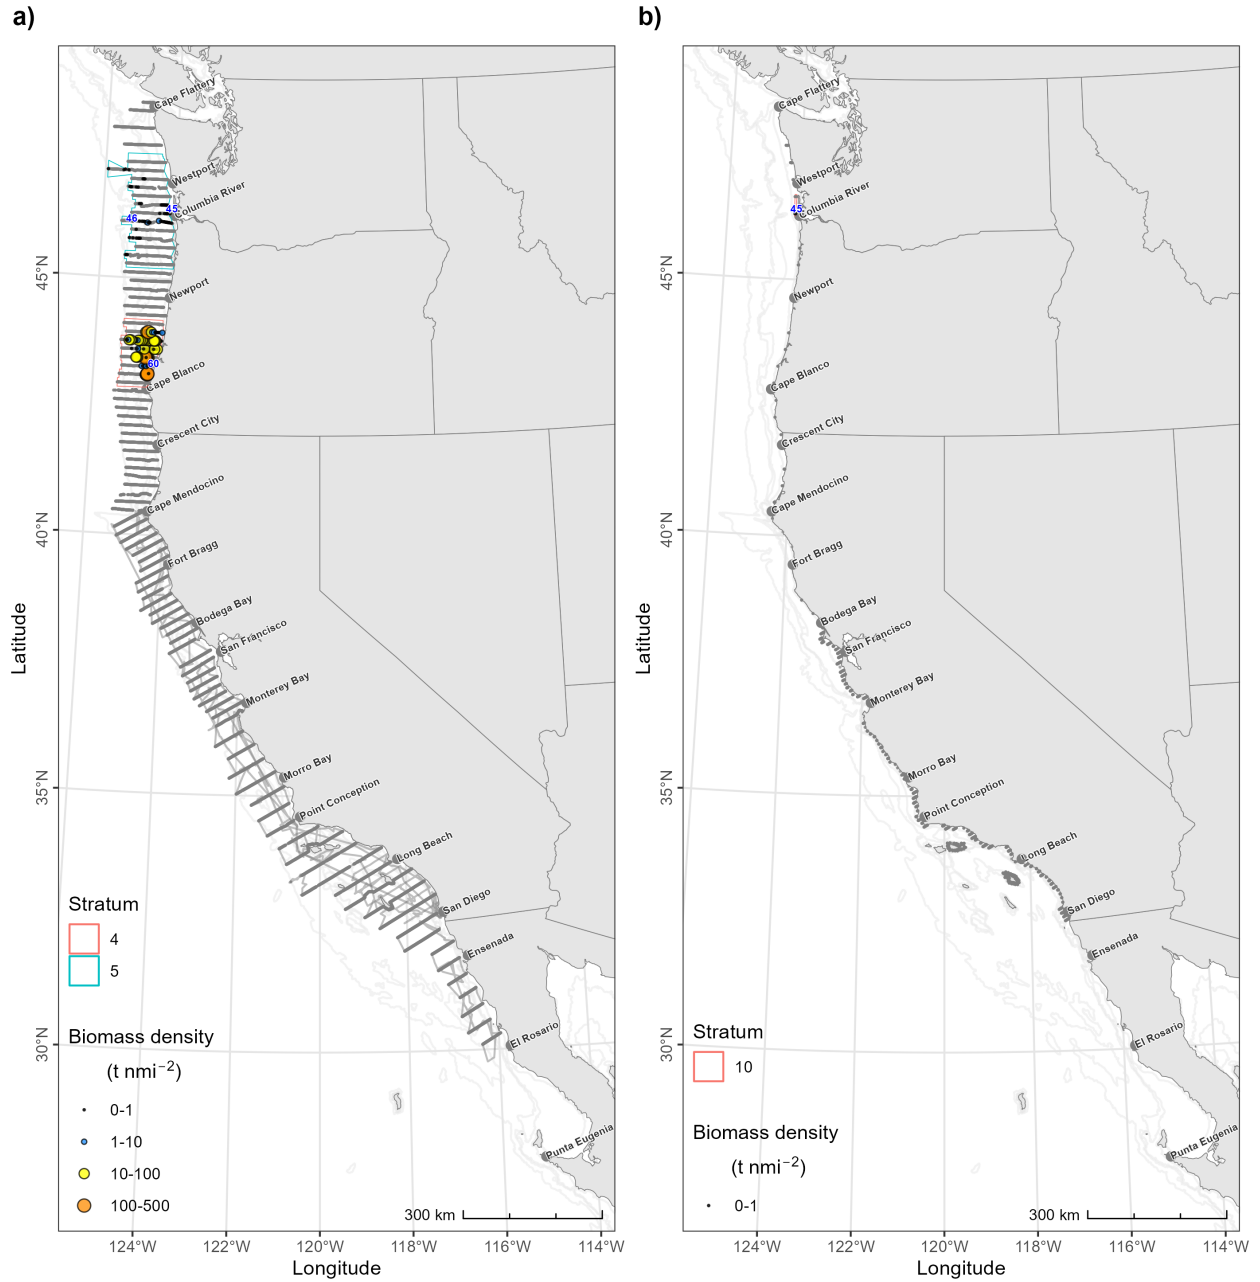 a)
Cape Flattery
Westport
Columbia River
45
46
Newport
60
Cape Blanco
Crescent City
Cape Mendocino
Fort Bragg
Bodega Bay
San Francisco
Monterey Bay
Morro Bay
Point Conception
Long Beach
San Diego
Ensenada
El Rosario
Punta Eugenia
45°N
40°N
35°N
30°N
Latitude
Stratum
4
5
Biomass density
(t nmi⁻²)
0-1
1-10
10-100
100-500
300 km
124°W 122°W 120°W 118°W 116°W 114°W
Longitude
b)
Cape Flattery
Westport
45
Columbia River
Newport
Cape Blanco
Crescent City
Cape Mendocino
Fort Bragg
Bodega Bay
San Francisco
Monterey Bay
Morro Bay
Point Conception
Long Beach
San Diego
Ensenada
El Rosario
Punta Eugenia
45°N
40°N
35°N
30°N
Latitude
Stratum
10
Biomass density
(t nmi⁻²)
0-1
300 km
124°W 122°W 120°W 118°W 116°W 114°W
Longitude